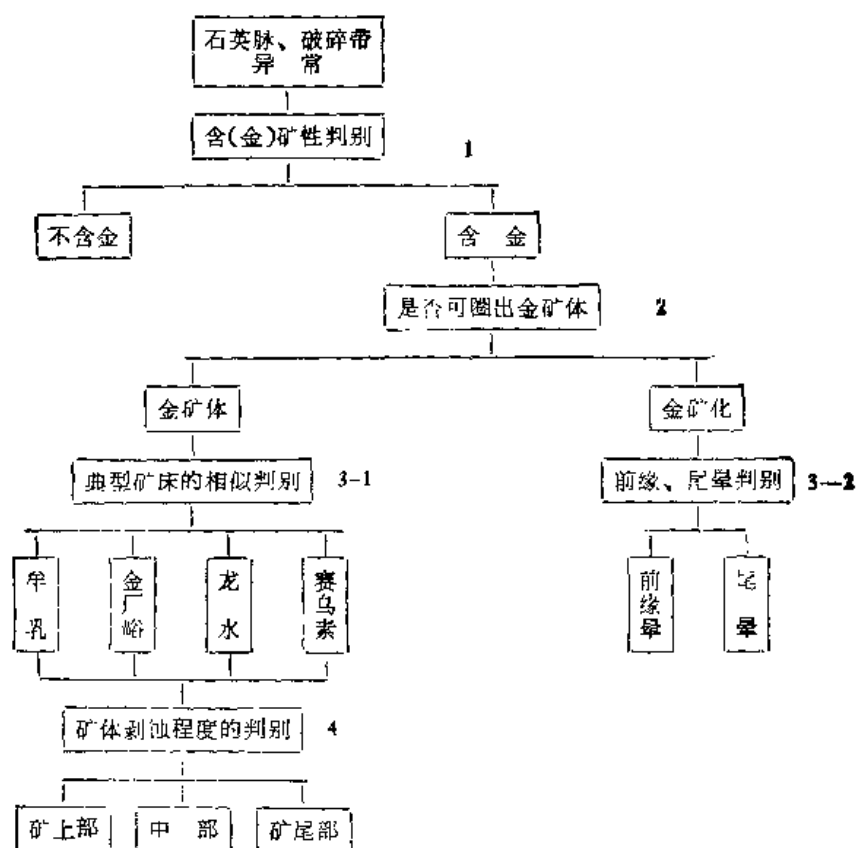 石英脉、破碎带
异 常
含(金)矿性判别 1
不含金 含 金
是否可圈出金矿体 2
金矿体 金矿化
典型矿床的相似判别 3-1 前缘、尾晕判别 3—2
牟乳 金厂峪 龙水 赛乌素 前缘晕 尾晕
矿体剥蚀程度的判别 4
矿上部 中 部 矿尾部